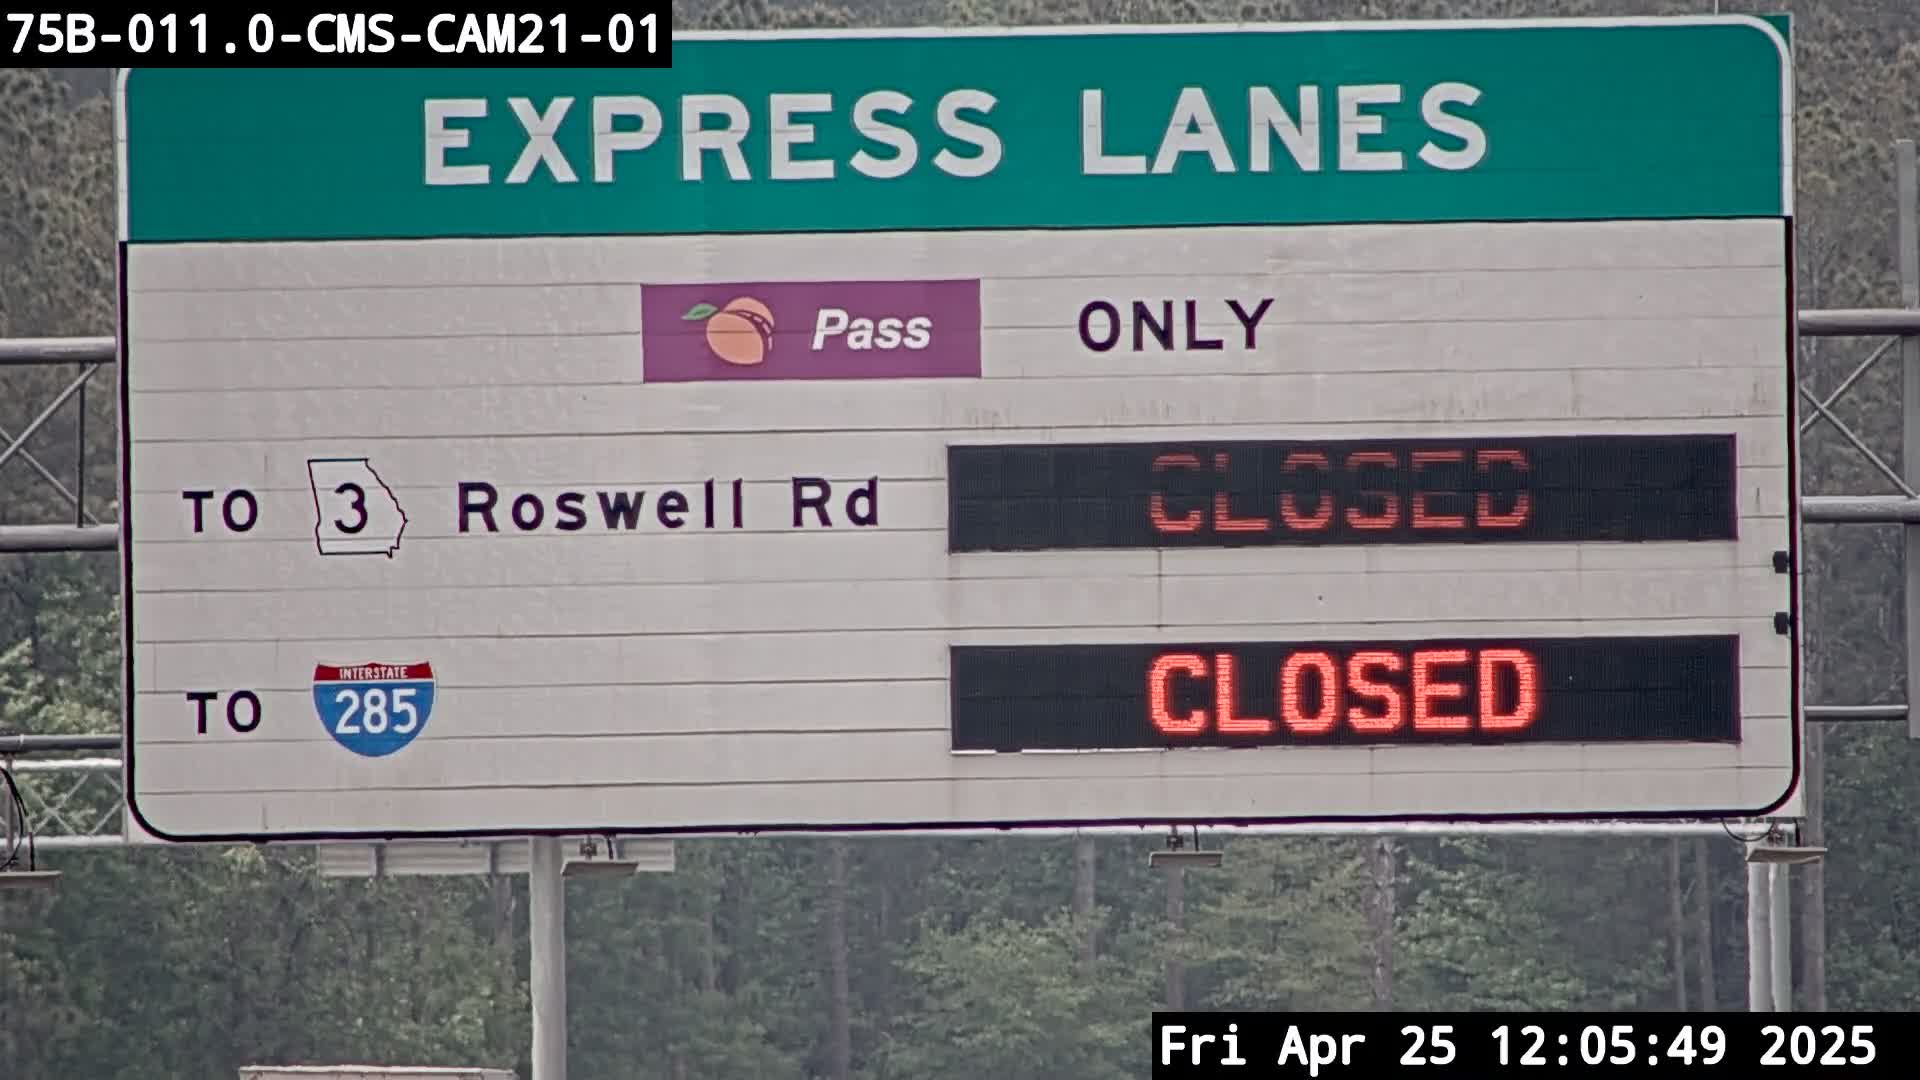 75B-011.0-CMS-CAM21-01
EXPRESS LANES
Pass ONLY
TO 3 Roswell Rd CLOSED
INTERSTATE
TO 285 CLOSED
Fri Apr 25 12:05:49 2025